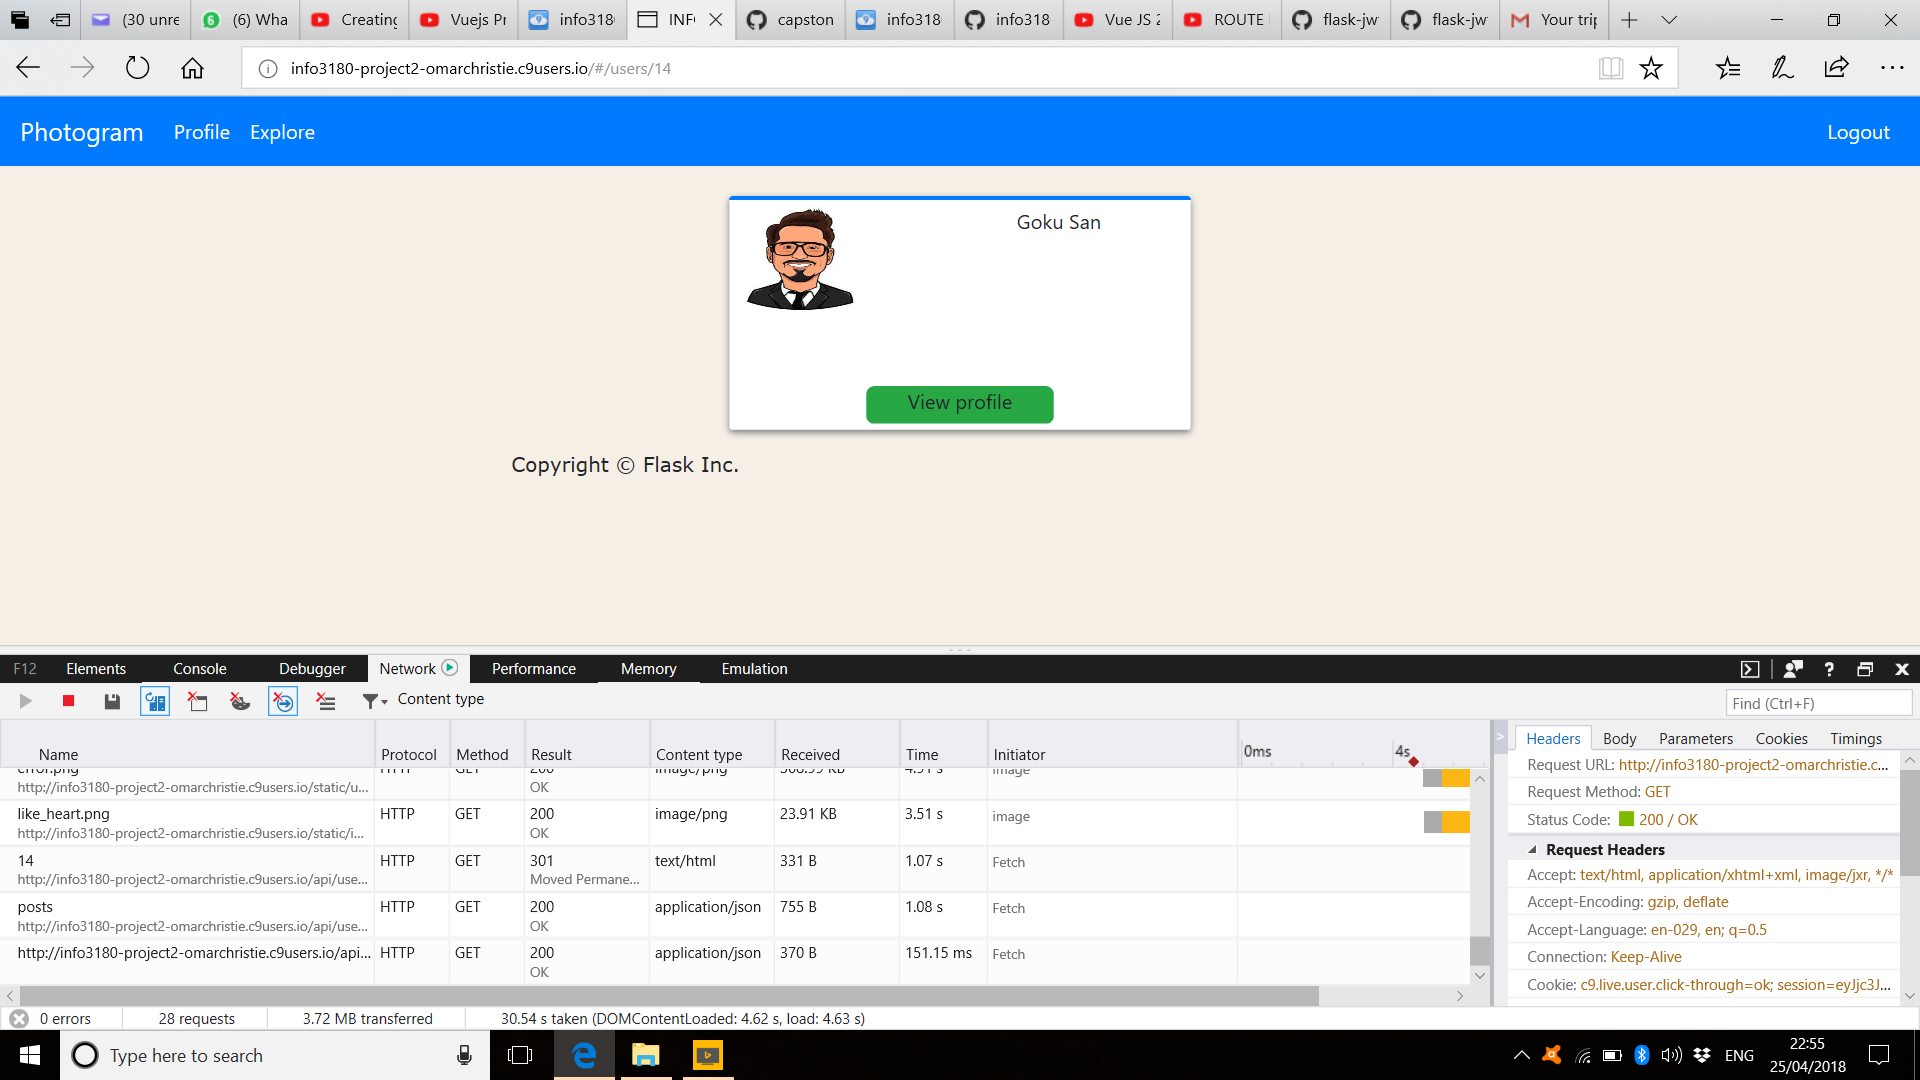 (30 unre
6 (6) Wha
Creating
Vuejs Pr
info318
INF
capston
info318
info318
Vue JS 2
ROUTE
flask-jw
flask-jw
Your trip
info3180-project2-omarchristie.c9users.io/#/users/14
Photogram Profile Explore Logout
Goku San
View profile
Copyright © Flask Inc.
F12 Elements Console Debugger Network Performance Memory Emulation
Content type
Find (Ctrl+F)
Name Protocol Method Result Content type Received Time Initiator 0ms 4s
error.png HTTP GET 200 image/png 4.91 s image
http://info3180-project2-omarchristie.c9users.io/static/u... OK
like_heart.png HTTP GET 200 image/png 23.91 KB 3.51 s image
http://info3180-project2-omarchristie.c9users.io/static/i... OK
14 HTTP GET 301 text/html 331 B 1.07 s Fetch
http://info3180-project2-omarchristie.c9users.io/api/use... Moved Permane...
posts HTTP GET 200 application/json 755 B 1.08 s Fetch
http://info3180-project2-omarchristie.c9users.io/api/use... OK
http://info3180-project2-omarchristie.c9users.io/api... HTTP GET 200 application/json 370 B 151.15 ms Fetch
OK
Headers Body Parameters Cookies Timings
Request URL: http://info3180-project2-omarchristie.c...
Request Method: GET
Status Code: 200 / OK
Request Headers
Accept: text/html, application/xhtml+xml, image/jxr, */*
Accept-Encoding: gzip, deflate
Accept-Language: en-029, en; q=0.5
Connection: Keep-Alive
Cookie: c9.live.user.click-through=ok; session=eyJjc3J...
0 errors 28 requests 3.72 MB transferred 30.54 s taken (DOMContentLoaded: 4.62 s, load: 4.63 s)
Type here to search
ENG
22:55
25/04/2018